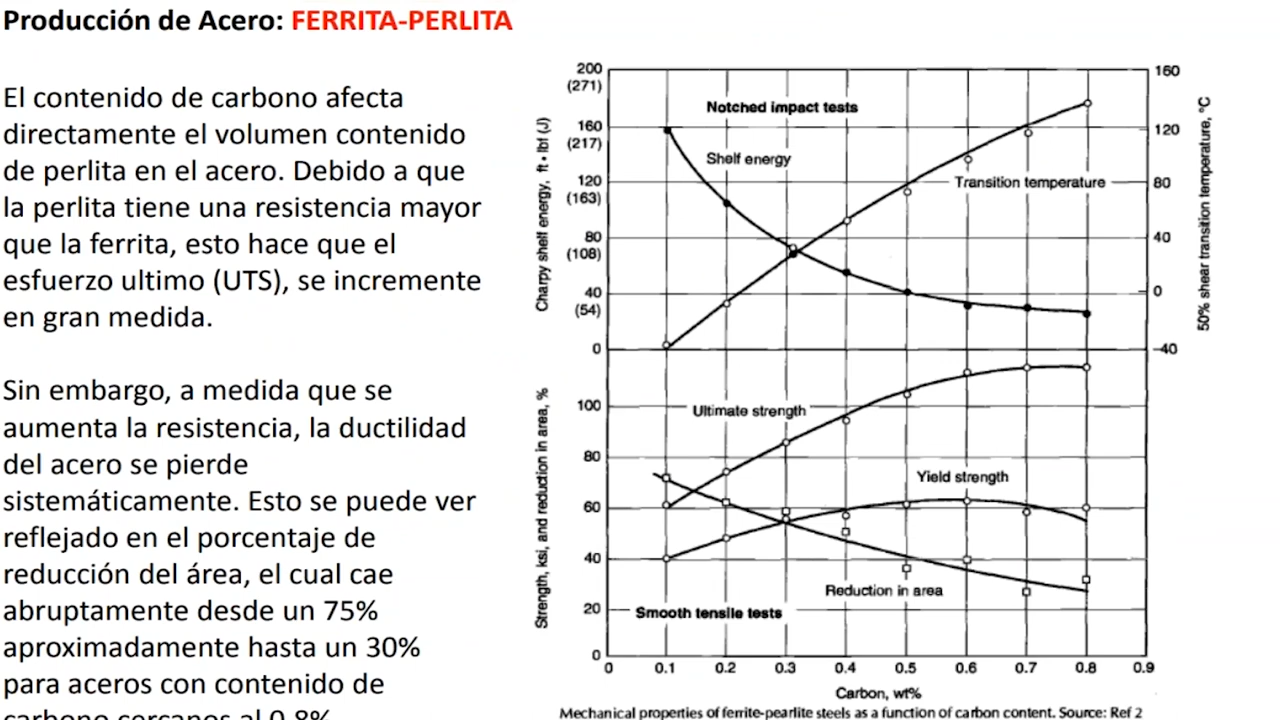 Producción de Acero: FERRITA-PERLITA
El contenido de carbono afecta
directamente el volumen contenido
de perlita en el acero. Debido a que
la perlita tiene una resistencia mayor
que la ferrita, esto hace que el
esfuerzo ultimo (UTS), se incremente
en gran medida.
Sin embargo, a medida que se
aumenta la resistencia, la ductilidad
del acero se pierde
sistemáticamente. Esto se puede ver
reflejado en el porcentaje de
reducción del área, el cual cae
abruptamente desde un 75%
aproximadamente hasta un 30%
para aceros con contenido de
carbono cercanos al 0.8%
Charpy shelf energy, ft • lbf (J)
200
(271)
160
(217)
120
(163)
80
(108)
40
(54)
0
Notched impact tests
Shelf energy
Transition temperature
160
120
80
40
0
-40
50% shear transition temperature, °C
Strength, ksi, and reduction in area, %
100
80
60
40
20
0
Ultimate strength
Yield strength
Reduction in area
Smooth tensile tests
0 0.1 0.2 0.3 0.4 0.5 0.6 0.7 0.8 0.9
Carbon, wt%
Mechanical properties of ferrite-pearlite steels as a function of carbon content. Source: Ref 2